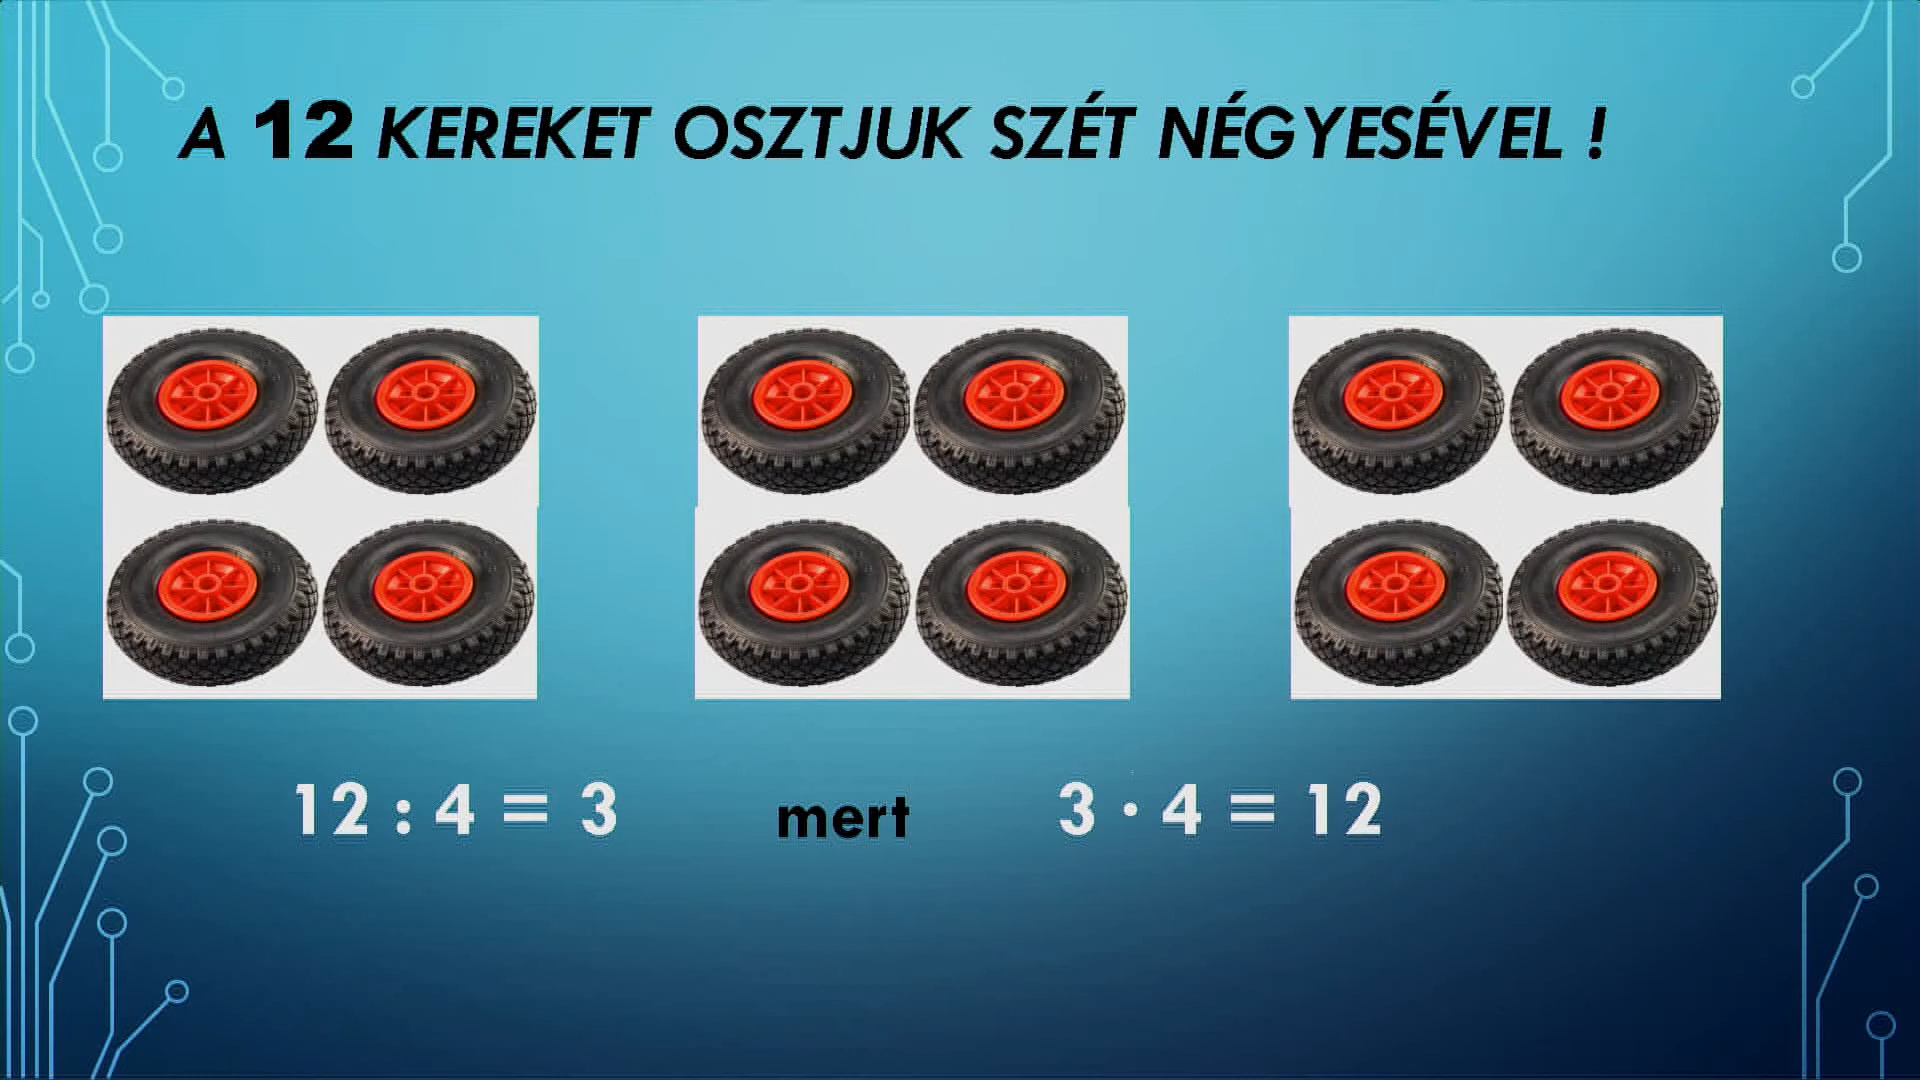 A 12 KEREKET OSZTJUK SZÉT NÉGYESÉVEL !
12 : 4 = 3 mert 3 · 4 = 12